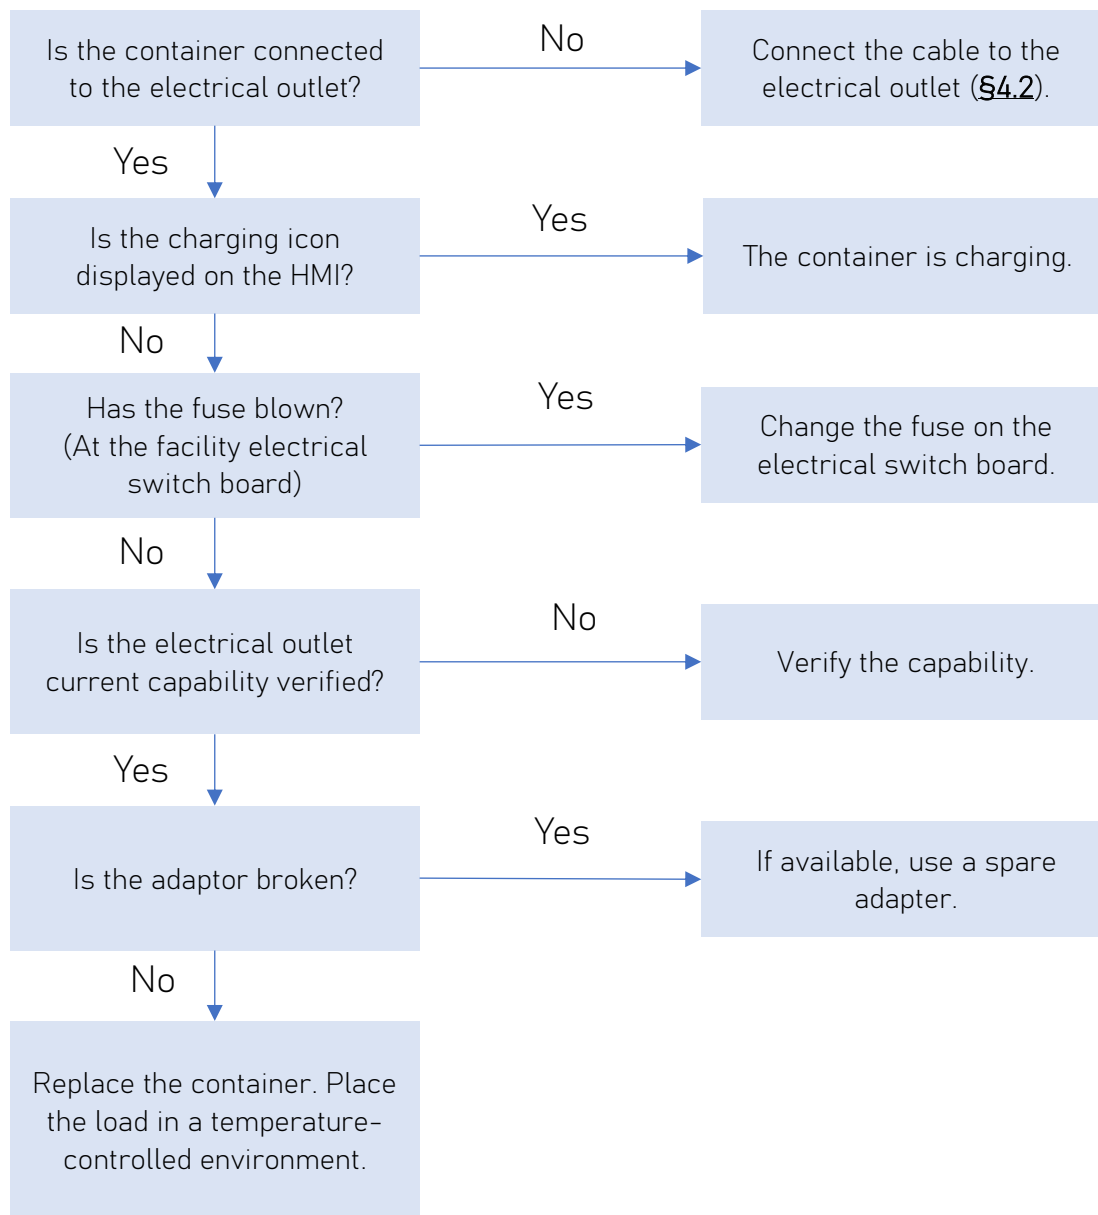 Is the container connected
to the electrical outlet?
No
Connect the cable to the
electrical outlet (§4.2).
Yes
Is the charging icon
displayed on the HMI?
Yes
The container is charging.
No
Has the fuse blown?
(At the facility electrical
switch board)
Yes
Change the fuse on the
electrical switch board.
No
Is the electrical outlet
current capability verified?
No
Verify the capability.
Yes
Is the adaptor broken?
Yes
If available, use a spare
adapter.
No
Replace the container. Place
the load in a temperature-
controlled environment.